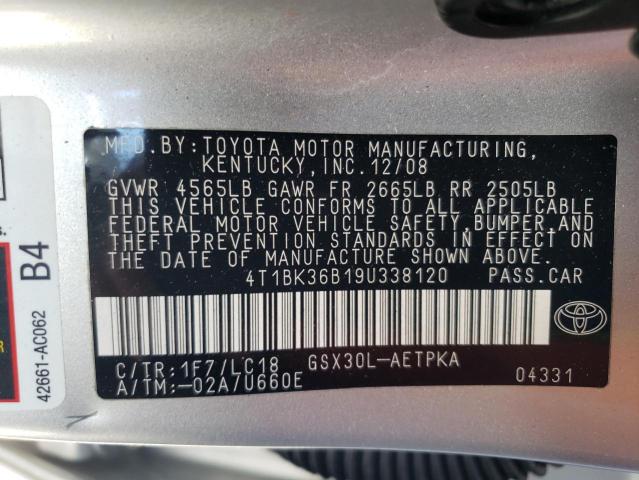 MFD.BY:TOYOTA MOTOR MANUFACTURING,
KENTUCKY,INC.12/08
GVWR 4565LB GAWR FR 2665LB RR 2505LB
THIS VEHICLE CONFORMS TO ALL APPLICABLE
FEDERAL MOTOR VEHICLE SAFETY,BUMPER,AND
THEFT PREVENTION STANDARDS IN EFFECT ON
THE DATE OF MANUFACTURE SHOWN ABOVE.
4T1BK36B19U338120 PASS.CAR
C/TR:1F7/LC18 GSX30L-AETPKA
A/TM:-02A/U660E
04331
B4
42661-AC062